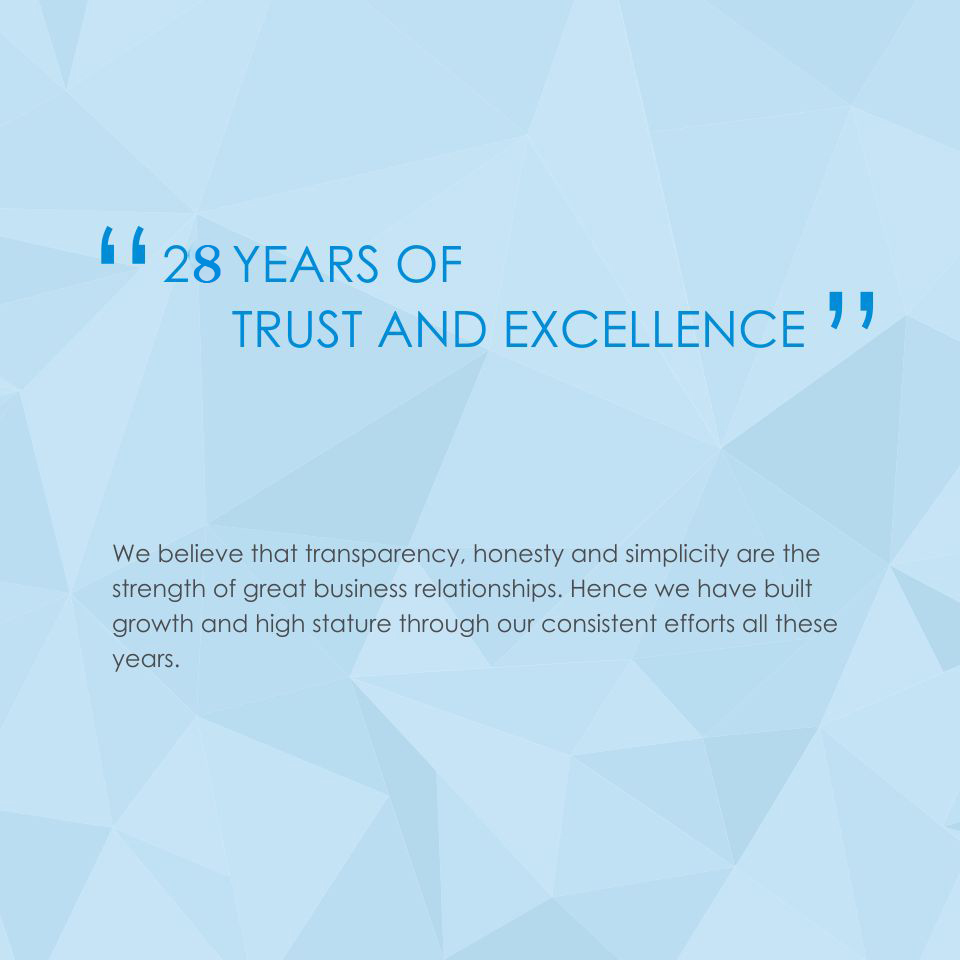 “ 28 YEARS OF
TRUST AND EXCELLENCE ”
We believe that transparency, honesty and simplicity are the
strength of great business relationships. Hence we have built
growth and high stature through our consistent efforts all these
years.